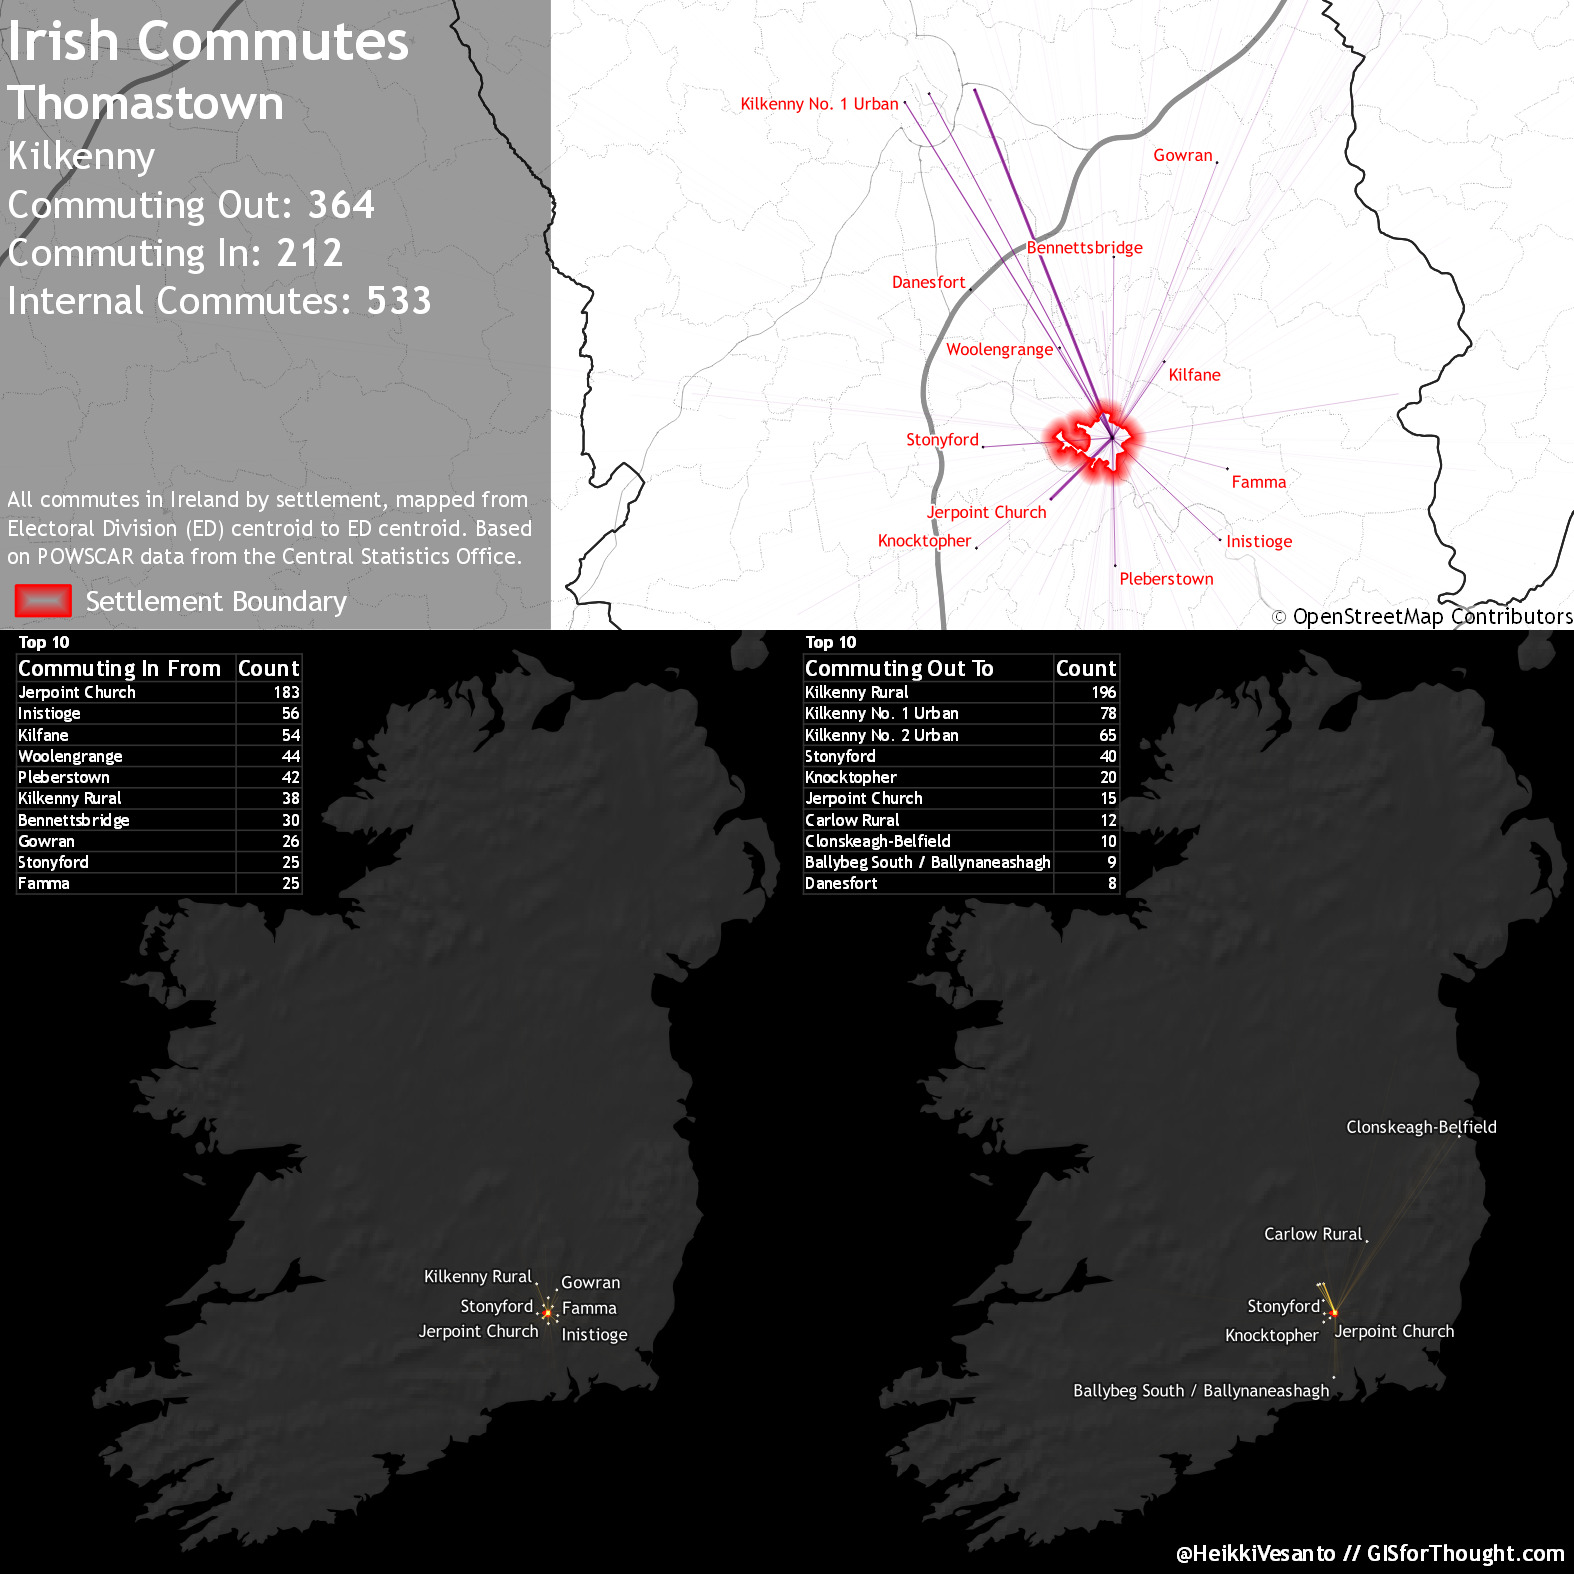 Irish Commutes
Thomastown
Kilkenny
Commuting Out: 364
Commuting In: 212
Internal Commutes: 533
All commutes in Ireland by settlement, mapped from
Electoral Division (ED) centroid to ED centroid. Based
on POWSCAR data from the Central Statistics Office.
Settlement Boundary
Kilkenny No. 1 Urban
Gowran
Bennettsbridge
Danesfort
Woolengrange
Kilfane
Stonyford
Famma
Jerpoint Church
Knocktopher
Inistioge
Pleberstown
© OpenStreetMap Contributors
Top 10
Commuting In From Count
Jerpoint Church 183
Inistioge 56
Kilfane 54
Woolengrange 44
Pleberstown 42
Kilkenny Rural 38
Bennettsbridge 30
Gowran 26
Stonyford 25
Famma 25
Kilkenny Rural
Gowran
Stonyford
Famma
Jerpoint Church
Inistioge
Top 10
Commuting Out To Count
Kilkenny Rural 196
Kilkenny No. 1 Urban 78
Kilkenny No. 2 Urban 65
Stonyford 40
Knocktopher 20
Jerpoint Church 15
Carlow Rural 12
Clonskeagh-Belfield 10
Ballybeg South / Ballynaneashagh 9
Danesfort 8
Clonskeagh-Belfield
Carlow Rural
Stonyford
Knocktopher
Jerpoint Church
Ballybeg South / Ballynaneashagh
@HeikkiVesanto // GISforThought.com